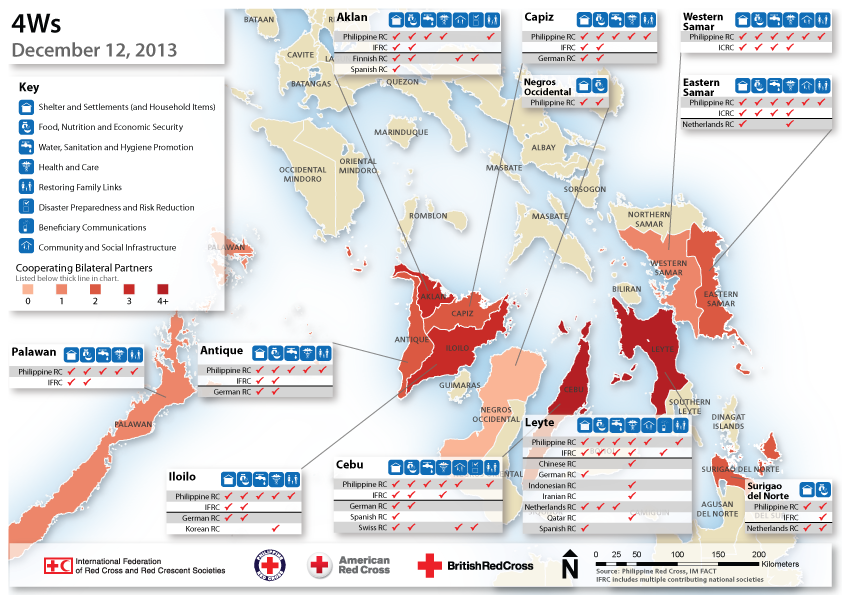 4Ws
December 12, 2013
Key
Shelter and Settlements (and Household Items)
Food, Nutrition and Economic Security
Water, Sanitation and Hygiene Promotion
Health and Care
Restoring Family Links
Disaster Preparedness and Risk Reduction
Beneficiary Communications
Community and Social Infrastructure
Cooperating Bilateral Partners
Listed below thick line in chart.
0 1 2 3 4+
Aklan
Philippine RC
IFRC
Finnish RC
Spanish RC
Capiz
Philippine RC
IFRC
German RC
Negros
Occidental
Philippine RC
Western
Samar
Philippine RC
ICRC
Eastern
Samar
Philippine RC
ICRC
Netherlands RC
Palawan
Philippine RC
IFRC
Antique
Philippine RC
IFRC
German RC
Iloilo
Philippine RC
IFRC
German RC
Korean RC
Cebu
Philippine RC
IFRC
German RC
Spanish RC
Swiss RC
Leyte
Philippine RC
IFRC
Chinese RC
German RC
Indonesian RC
Iranian RC
Netherlands RC
Qatar RC
Spanish RC
Surigao
del Norte
Philippine RC
IFRC
Netherlands RC
BATAAN
CAVITE
LA
BATANGAS
QUEZON
MARINDUQUE
OCCIDENTAL
MINDORO
ORIENTAL
MINDORO
ROMBLON
ALBAY
MASBATE
SORSOGON
MASBATE
NORTHERN
SAMAR
WESTERN
SAMAR
EASTERN
SAMAR
BILIRAN
LEYTE
SOUTHERN
LEYTE
DINAGAT
ISLANDS
SURIGAO DEL NORTE
AGUSAN
DEL NORTE
PALAWAN
PALAWAN
AKLAN
CAPIZ
ANTIQUE
ILOILO
GUIMARAS
NEGROS
OCCIDENTAL
CEBU
International Federation
of Red Cross and Red Crescent Societies
PHILIPPINE
RED CROSS
American
Red Cross
BritishRedCross
N
0 25 50 100 150 200
Kilometers
Source: Philippine Red Cross, IM FACT
IFRC includes multiple contributing national societies